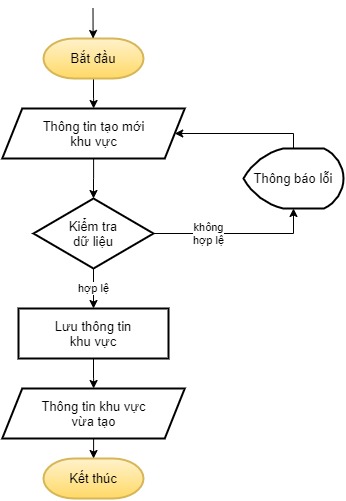 Bắt đầu
Thông tin tạo mới
khu vực
Thông báo lỗi
Kiểm tra
dữ liệu
không
hợp lệ
hợp lệ
Lưu thông tin
khu vực
Thông tin khu vực
vừa tạo
Kết thúc